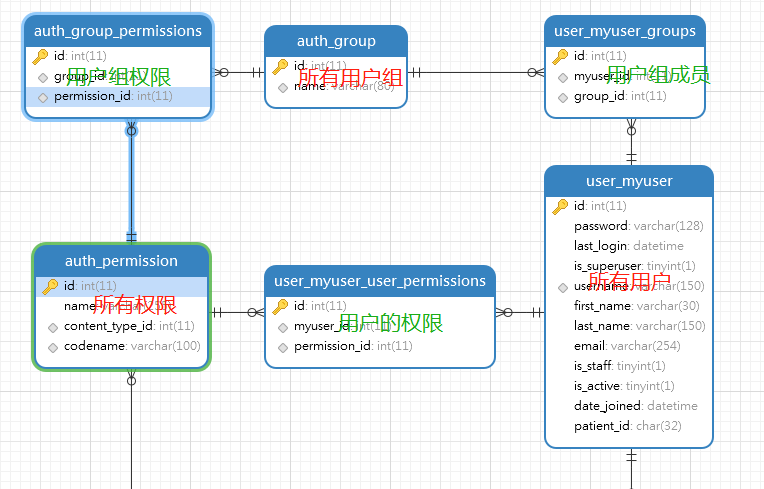 auth_group_permissions
id: int(11)
group_id: int(11)
用户组权限
permission_id: int(11)
auth_group
id: int(11)
所有用户组
name: varchar(80)
user_myuser_groups
id: int(11)
myuser_id: int(11)
用户组成员
group_id: int(11)
auth_permission
id: int(11)
name:
所有权限
content_type_id: int(11)
codename: varchar(100)
user_myuser_user_permissions
id: int(11)
myuser_id:
用户的权限
permission_id: int(11)
user_myuser
id: int(11)
password: varchar(128)
last_login: datetime
is_superuser: tinyint(1)
所有用户
username: varchar(150)
first_name: varchar(30)
last_name: varchar(150)
email: varchar(254)
is_staff: tinyint(1)
is_active: tinyint(1)
date_joined: datetime
patient_id: char(32)